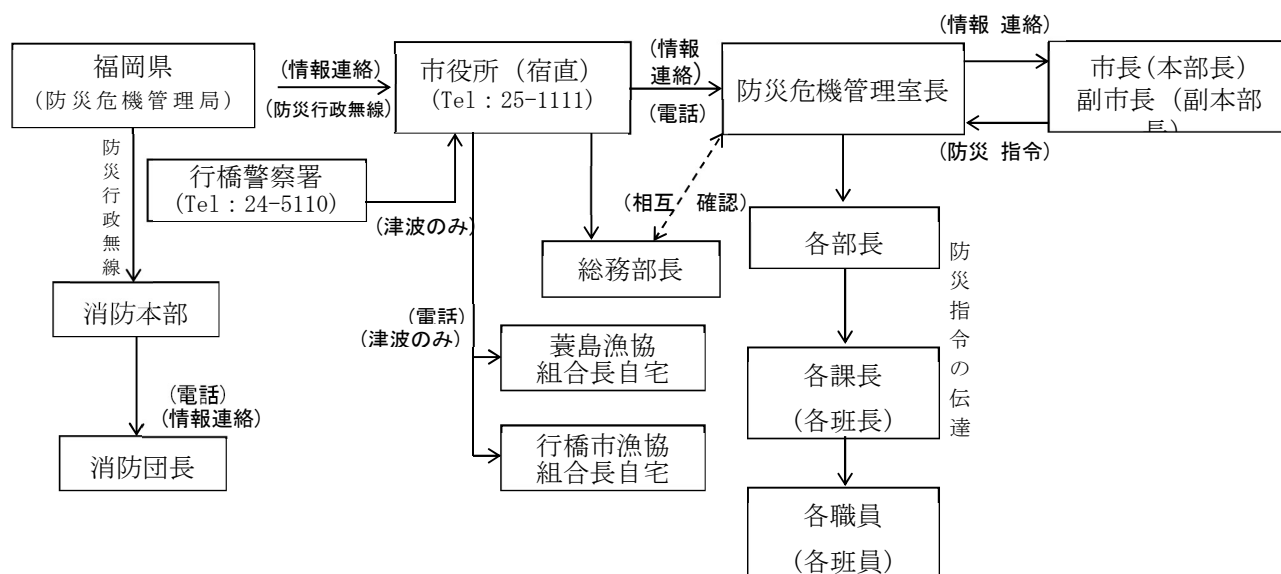 福岡県
(防災危機管理局)
(情報連絡)
(防災行政無線)
市役所 (宿直)
(Tel：25-1111)
(情報
連絡)
(電話)
防災危機管理室長
(情報 連絡)
市長(本部長)
副市長 (副本部
長)
(防災 指令)
防災行政無線
行橋警察署
(Tel：24-5110)
(津波のみ)
(相互 確認)
総務部長
各部長
防災指令の伝達
消防本部
(電話)
(津波のみ)
蓑島漁協
組合長自宅
各課長
(各班長)
(電話)
(情報連絡)
消防団長
行橋市漁協
組合長自宅
各職員
(各班員)